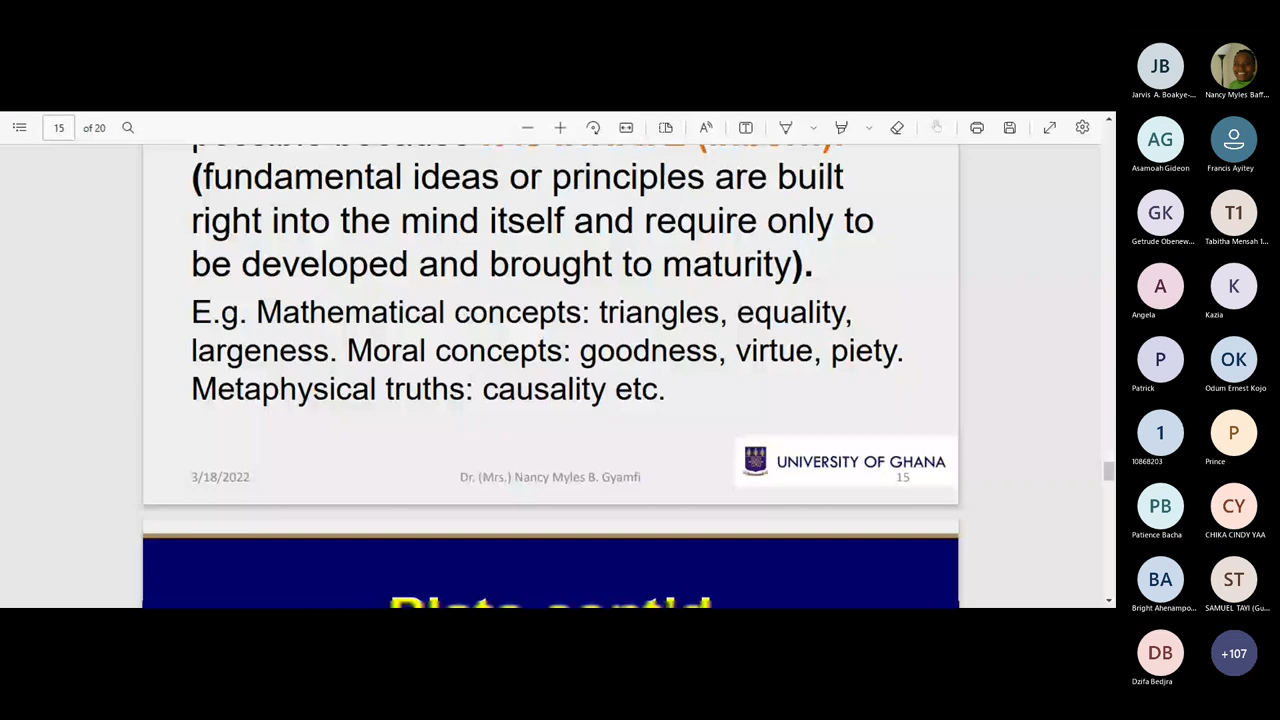 15 of 20
possible because
(fundamental ideas or principles are built
right into the mind itself and require only to
be developed and brought to maturity).
E.g. Mathematical concepts: triangles, equality,
largeness. Moral concepts: goodness, virtue, piety.
Metaphysical truths: causality etc.
3/18/2022
Dr. (Mrs.) Nancy Myles B. Gyamfi
UNIVERSITY OF GHANA
15
Plato cont'd
JB
Jarvis A. Boakye-...
Nancy Myles Baff...
AG
Asamoah Gideon
Francis Ayitey
GK
Getrude Obenew...
T1
Tabitha Mensah 1...
A
Angela
K
Kazia
P
Patrick
OK
Odum Ernest Kojo
1
10868203
P
Prince
PB
Patience Bacha
CY
CHIKA CINDY YAA
BA
Bright Ahenampo...
ST
SAMUEL TAYI (Gu...
DB
Dzifa Bedjra
+107